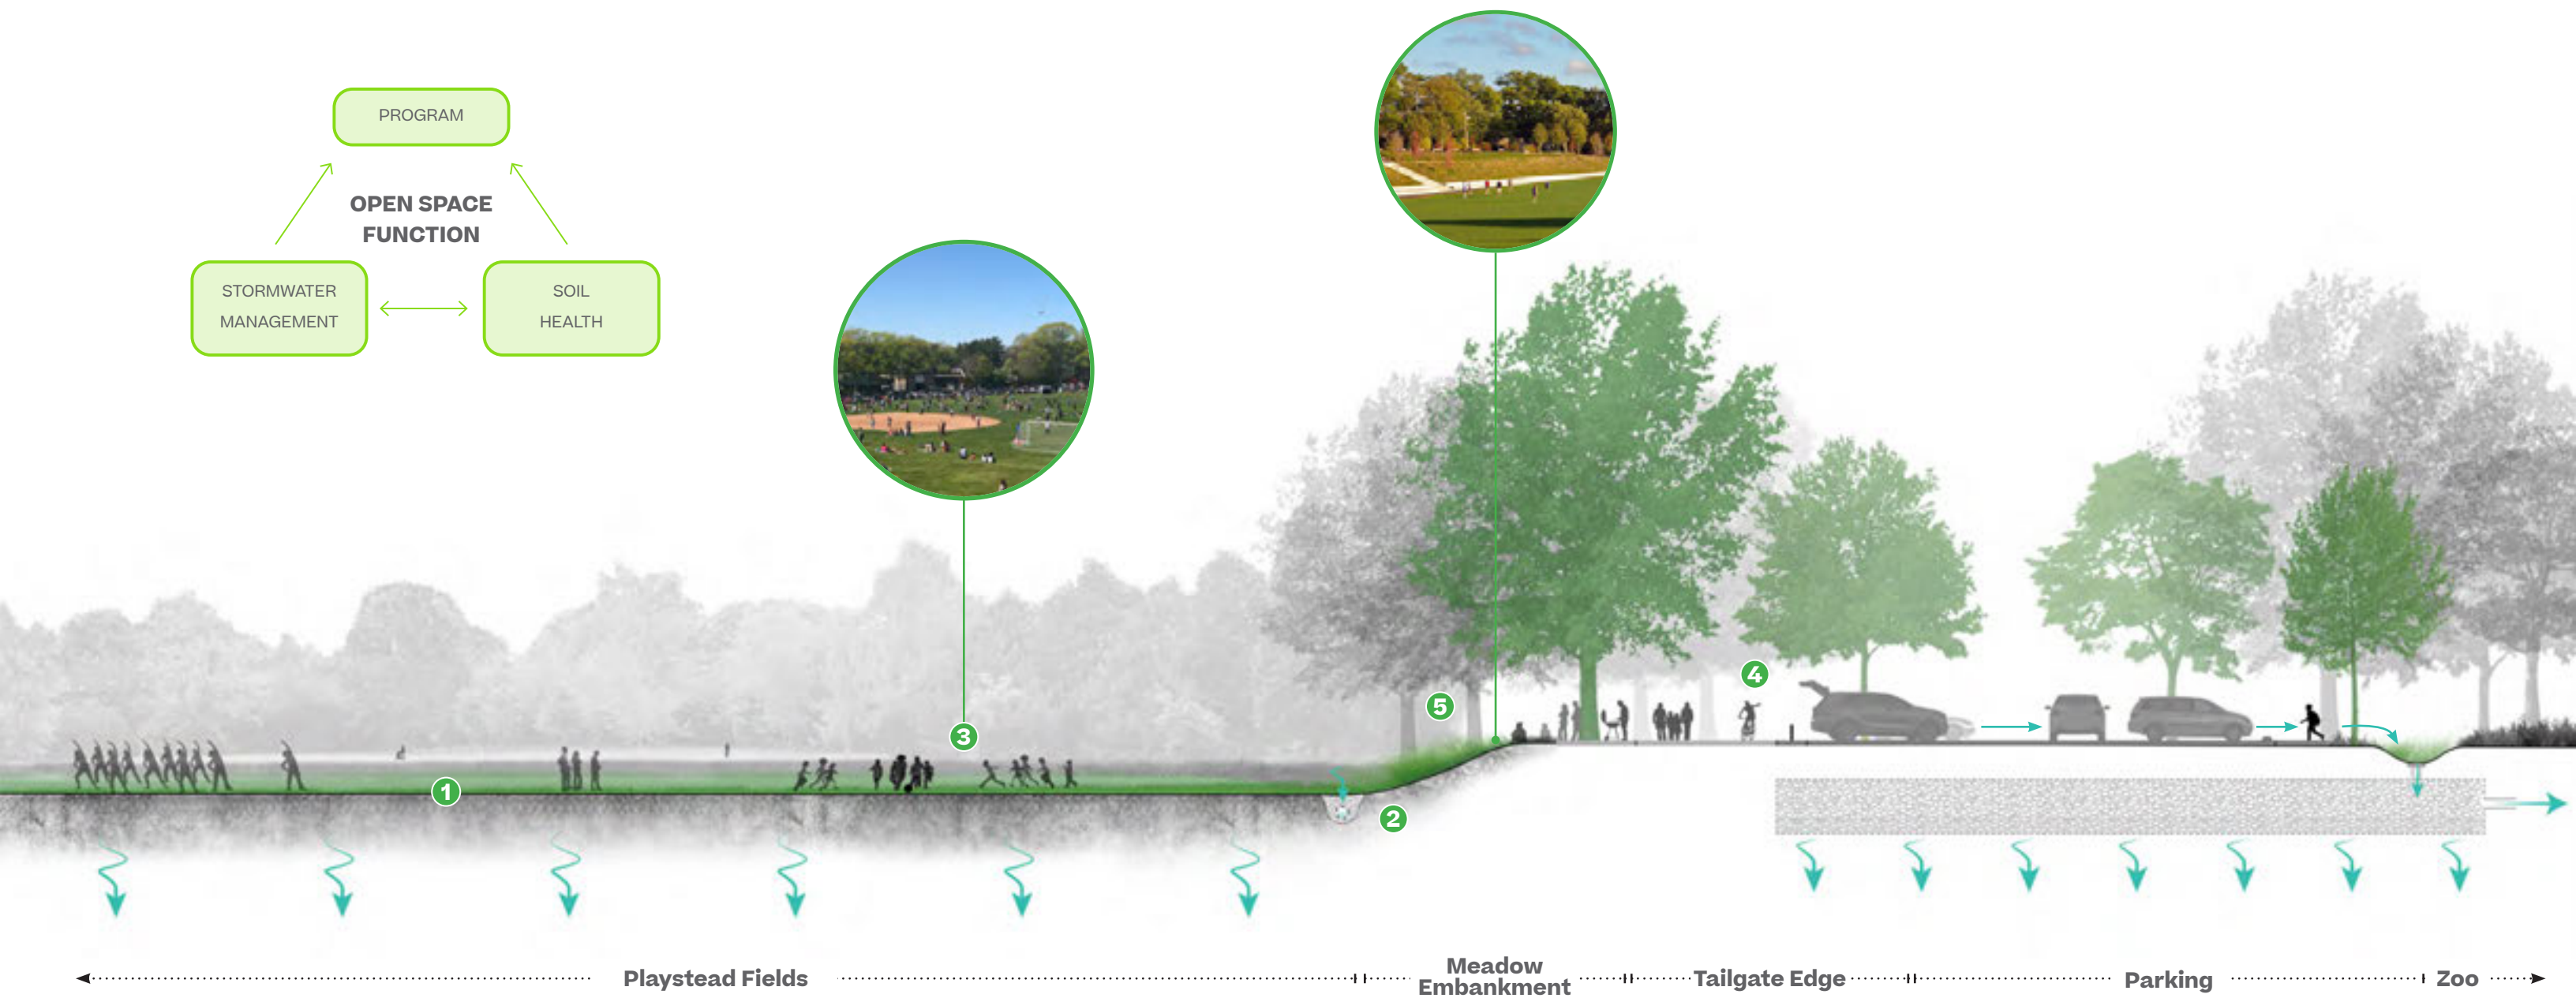 PROGRAM
OPEN SPACE
FUNCTION
STORMWATER
MANAGEMENT
SOIL
HEALTH
4
5
3
1
2
Playstead Fields
Meadow
Embankment
Tailgate Edge
Parking
Zoo